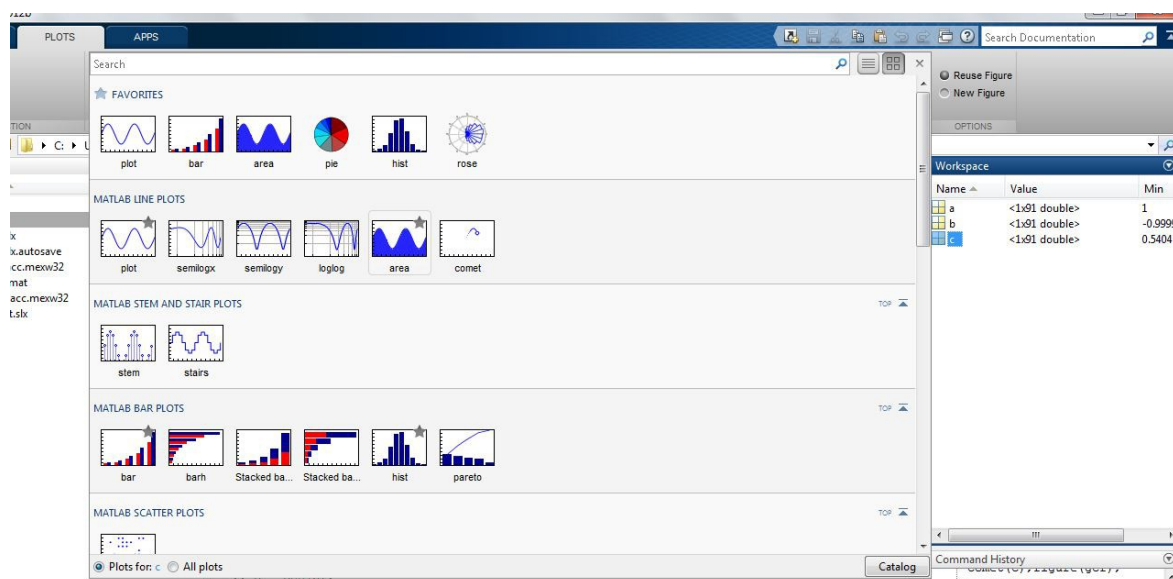 PLOTS
APPS
Search Documentation
Search
Reuse Figure
New Figure
OPTIONS
FAVORITES
plot bar area pie hist rose
C:
Workspace
Name Value Min
a <1x91 double> 1
b <1x91 double> -0.9999
c <1x91 double> 0.5404
MATLAB LINE PLOTS
plot semilogx semilogy loglog area comet
x.autosave
cc.mexw32
mat
acc.mexw32
t.slx
MATLAB STEM AND STAIR PLOTS TOP
stem stairs
MATLAB BAR PLOTS TOP
bar barh Stacked ba... Stacked ba... hist pareto
MATLAB SCATTER PLOTS TOP
Plots for: c All plots Catalog
Command History